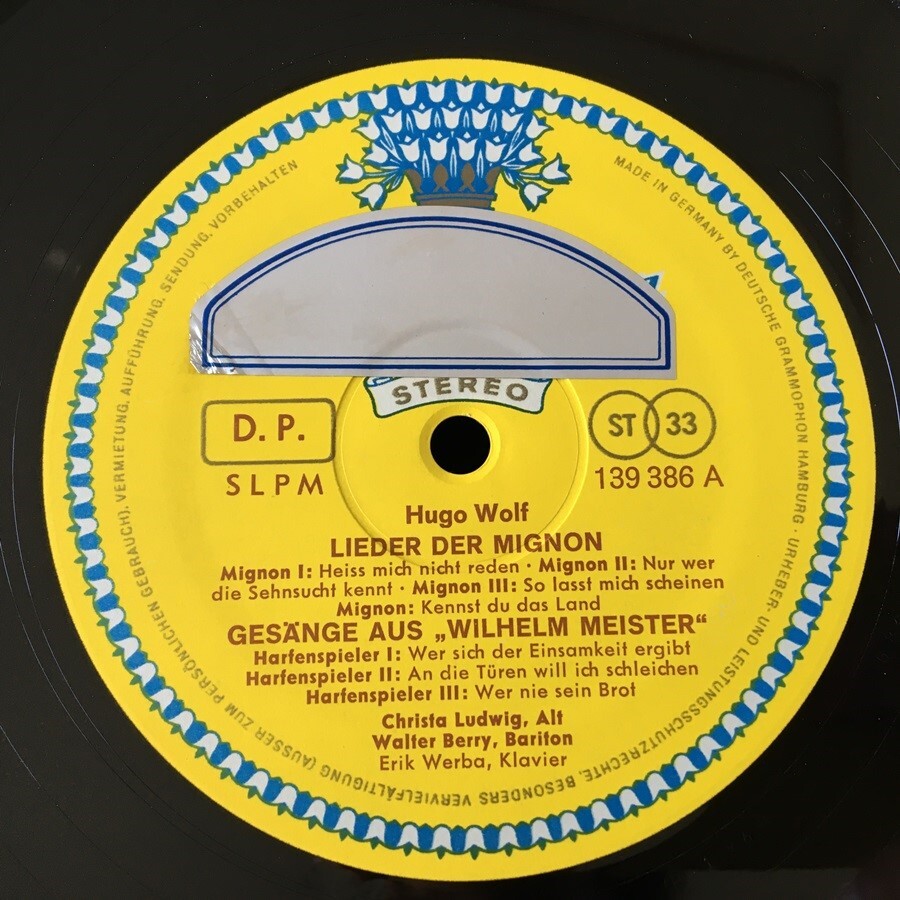 MADE IN GERMANY BY DEUTSCHE GRAMMOPHON HAMBURG · URHEBER- UND LEISTUNGSSCHUTZRECHTE, BESONDERS VERVIELFÄLTIGUNG (AUSSER ZUM PERSÖNLICHEN GEBRAUCH), VERMIETUNG, AUFFÜHRUNG, SENDUNG, VORBEHALTEN
STEREO
D. P.
SLPM
ST 33
139 386 A
Hugo Wolf
LIEDER DER MIGNON
Mignon I: Heiss mich nicht reden · Mignon II: Nur wer
die Sehnsucht kennt · Mignon III: So lasst mich scheinen
Mignon: Kennst du das Land
GESÄNGE AUS „WILHELM MEISTER“
Harfenspieler I: Wer sich der Einsamkeit ergibt
Harfenspieler II: An die Türen will ich schleichen
Harfenspieler III: Wer nie sein Brot
Christa Ludwig, Alt
Walter Berry, Bariton
Erik Werba, Klavier